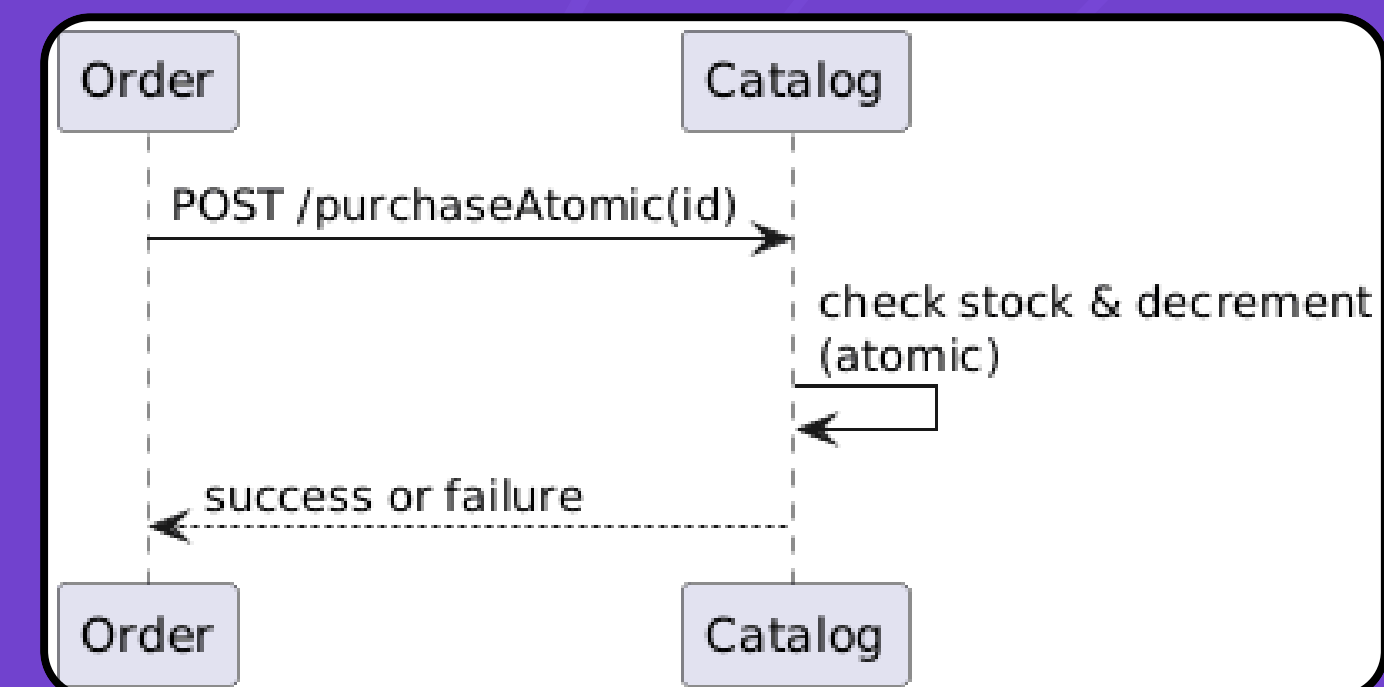 Order
Catalog
POST /purchaseAtomic(id)
check stock & decrement
(atomic)
success or failure
Order
Catalog